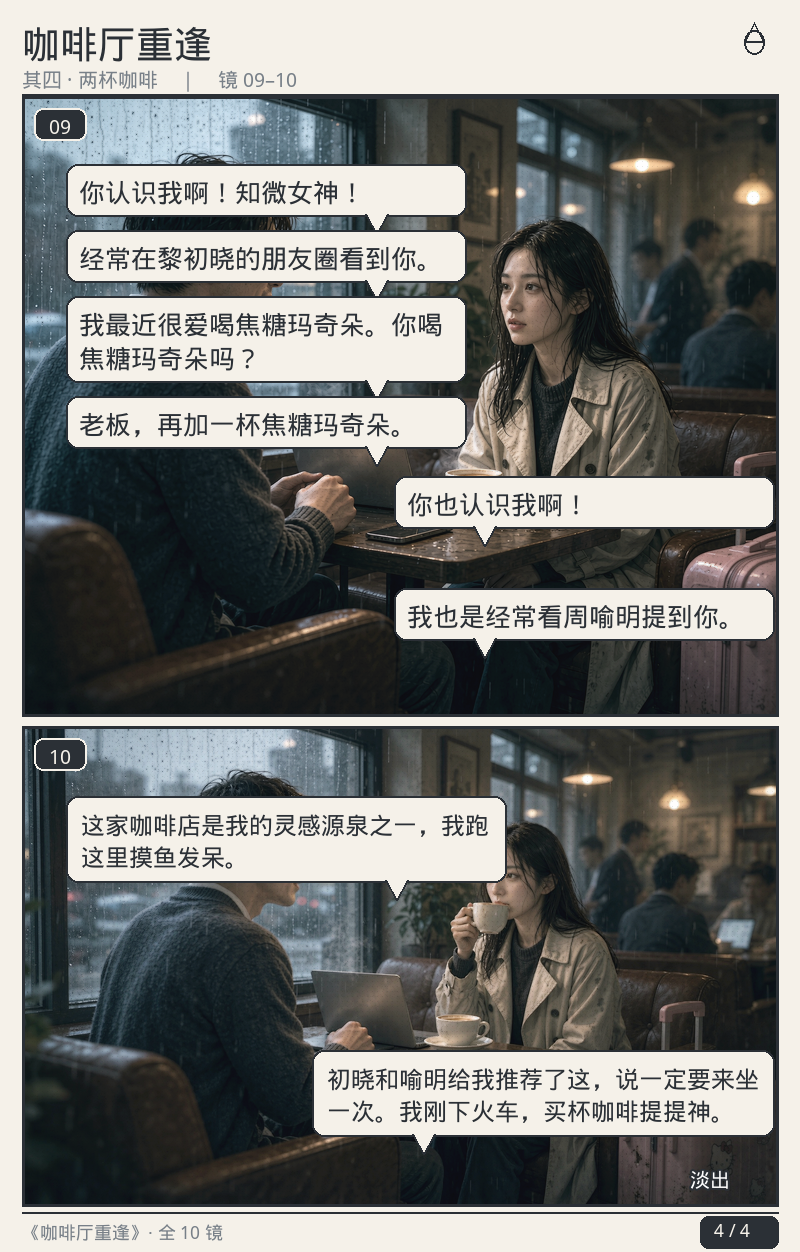 咖啡厅重逢
其四 · 两杯咖啡 | 镜 09–10
09
你认识我啊！知微女神！
经常在黎初晓的朋友圈看到你。
我最近很爱喝焦糖玛奇朵。你喝
焦糖玛奇朵吗？
老板，再加一杯焦糖玛奇朵。
你也认识我啊！
我也是经常看周喻明提到你。
10
这家咖啡店是我的灵感源泉之一，我跑
这里摸鱼发呆。
初晓和喻明给我推荐了这，说一定要来坐
一次。我刚下火车，买杯咖啡提提神。
淡出
《咖啡厅重逢》· 全 10 镜
4 / 4